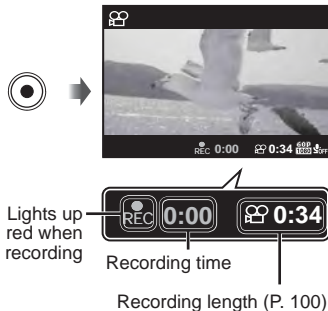 REC 0:00 0:34 60p 1080 OFF
REC 0:00 0:34
Lights up
red when
recording
Recording time
Recording length (P. 100)